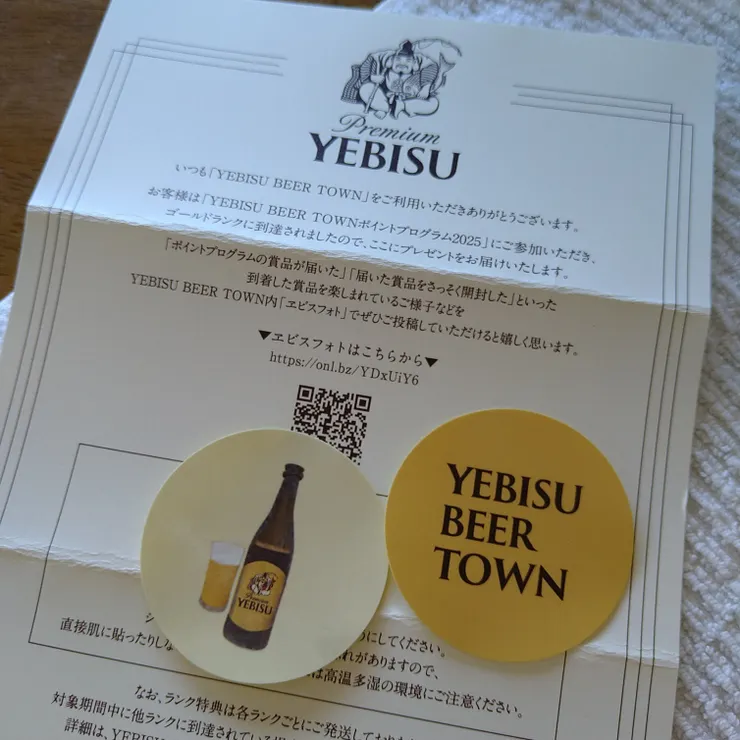 Premium
YEBISU
いつも「YEBISU BEER TOWN」をご利用いただきありがとうございます。
お客様は「YEBISU BEER TOWNポイントプログラム2025」にご参加いただき、
ゴールドランクに到達されましたので、ここにプレゼントをお届けいたします。
「ポイントプログラムの賞品が届いた」「届いた賞品をさっそく開封した」といった
到着した賞品を楽しまれているご様子などを
YEBISU BEER TOWN内「ヱビスフォト」でぜひご投稿していただけると嬉しく思います。
▼ヱビスフォトはこちらから▼
https://onl.bz/YDxUiY6
Premium
YEBISU
YEBISU
BEER
TOWN
シ
にしてください。
直接肌に貼ったりしな
れがありますので、
は高温多湿の環境にご注意ください。
なお、ランク特典は各ランクごとにご発送しており
対象期間中に他ランクに到達されている
詳細は、YEBIS